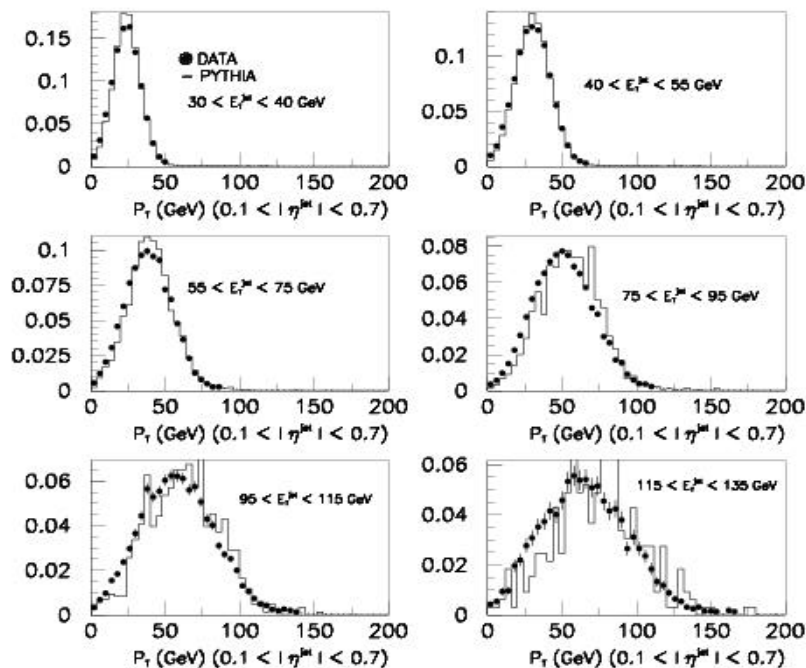 0.15
0.1
0.05
0
● DATA
– PYTHIA
30 < E_T^jet < 40 GeV
0 50 100 150 200
P_T (GeV) (0.1 < | η^jet | < 0.7)
0.1
0.05
0
40 < E_T^jet < 55 GeV
0 50 100 150 200
P_T (GeV) (0.1 < | η^jet | < 0.7)
0.1
0.075
0.05
0.025
0
55 < E_T^jet < 75 GeV
0 50 100 150 200
P_T (GeV) (0.1 < | η^jet | < 0.7)
0.08
0.06
0.04
0.02
0
75 < E_T^jet < 95 GeV
0 50 100 150 200
P_T (GeV) (0.1 < | η^jet | < 0.7)
0.06
0.04
0.02
0
95 < E_T^jet < 115 GeV
0 50 100 150 200
P_T (GeV) (0.1 < | η^jet | < 0.7)
0.06
0.04
0.02
0
115 < E_T^jet < 135 GeV
0 50 100 150 200
P_T (GeV) (0.1 < | η^jet | < 0.7)